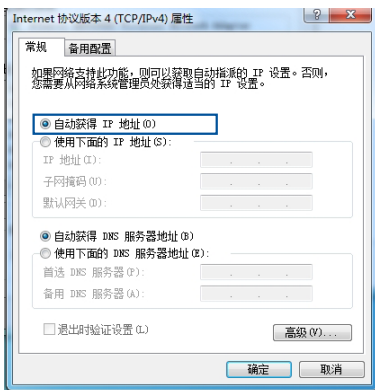 Internet 协议版本 4 (TCP/IPv4) 属性
常规 备用配置
如果网络支持此功能，则可以获取自动指派的 IP 设置。否则，
您需要从网络系统管理员处获得适当的 IP 设置。
自动获得 IP 地址(O)
使用下面的 IP 地址(S):
IP 地址(I):
子网掩码(U):
默认网关(D):
自动获得 DNS 服务器地址(B)
使用下面的 DNS 服务器地址(E):
首选 DNS 服务器(P):
备用 DNS 服务器(A):
退出时验证设置(L)
高级(V)...
确定 取消